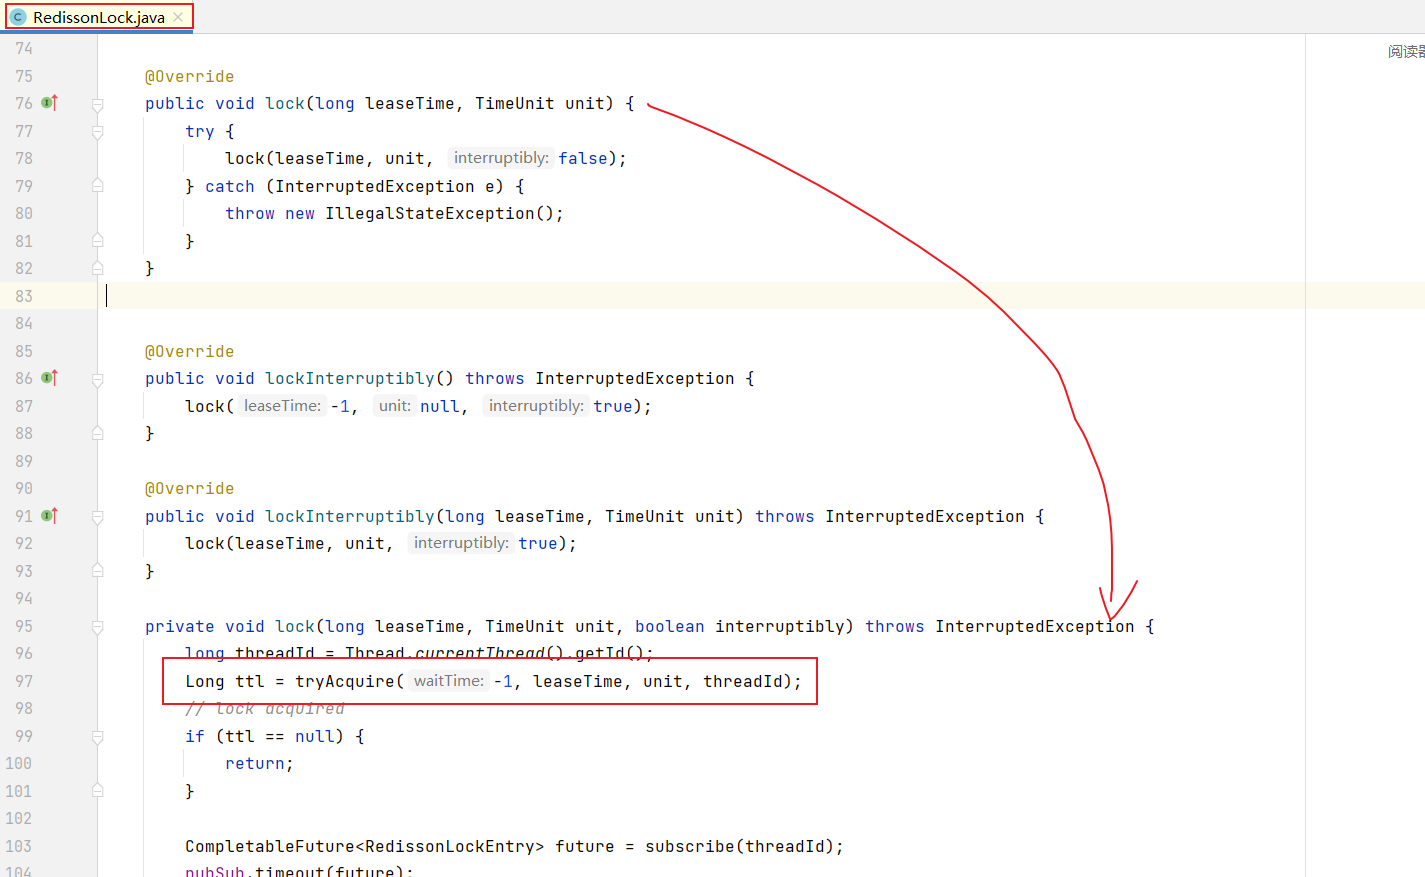 RedissonLock.java
阅读器
74
75 @Override
76 public void lock(long leaseTime, TimeUnit unit) {
77 try {
78 lock(leaseTime, unit, interruptibly: false);
79 } catch (InterruptedException e) {
80 throw new IllegalStateException();
81 }
82 }
83
84
85 @Override
86 public void lockInterruptibly() throws InterruptedException {
87 lock( leaseTime: -1, unit: null, interruptibly: true);
88 }
89
90 @Override
91 public void lockInterruptibly(long leaseTime, TimeUnit unit) throws InterruptedException {
92 lock(leaseTime, unit, interruptibly: true);
93 }
94
95 private void lock(long leaseTime, TimeUnit unit, boolean interruptibly) throws InterruptedException {
96 long threadId = Thread.currentThread().getId();
97 Long ttl = tryAcquire( waitTime: -1, leaseTime, unit, threadId);
98 // lock acquired
99 if (ttl == null) {
100 return;
101 }
102
103 CompletableFuture<RedissonLockEntry> future = subscribe(threadId);
104 pubSub.timeout(future);